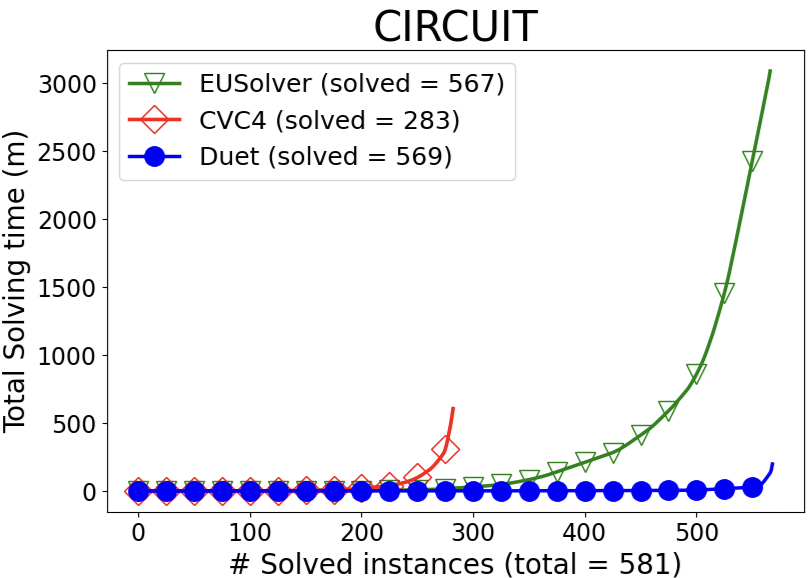 CIRCUIT
EUSolver (solved = 567)
CVC4 (solved = 283)
Duet (solved = 569)
Total Solving time (m)
3000
2500
2000
1500
1000
500
0
0 100 200 300 400 500
# Solved instances (total = 581)